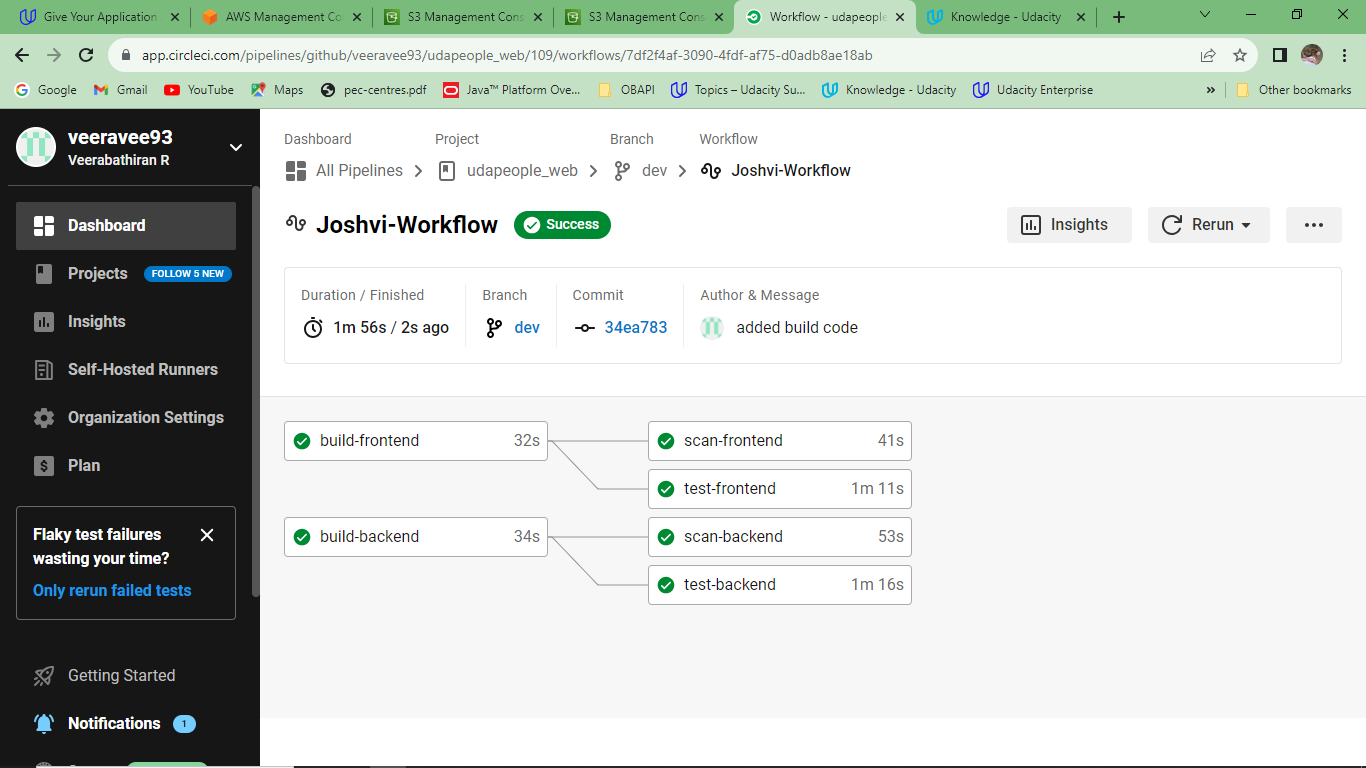 Give Your Application
AWS Management Co
S3 Management Cons
S3 Management Cons
Workflow - udapeople
Knowledge - Udacity
app.circleci.com/pipelines/github/veeravee93/udapeople_web/109/workflows/7df2f4af-3090-4fdf-af75-d0adb8ae18ab
Google
Gmail
YouTube
Maps
pec-centres.pdf
Java™ Platform Ove...
OBAPI
Topics – Udacity Su...
Knowledge - Udacity
Udacity Enterprise
»
Other bookmarks
veeravee93
Veerabathiran R
Dashboard
Projects FOLLOW 5 NEW
Insights
Self-Hosted Runners
Organization Settings
Plan
Flaky test failures
wasting your time?
Only rerun failed tests
Getting Started
Notifications 1
Dashboard Project Branch Workflow
All Pipelines udapeople_web dev Joshvi-Workflow
Joshvi-Workflow Success Insights Rerun
Duration / Finished Branch Commit Author & Message
1m 56s / 2s ago dev 34ea783 added build code
build-frontend 32s scan-frontend 41s
test-frontend 1m 11s
build-backend 34s scan-backend 53s
test-backend 1m 16s